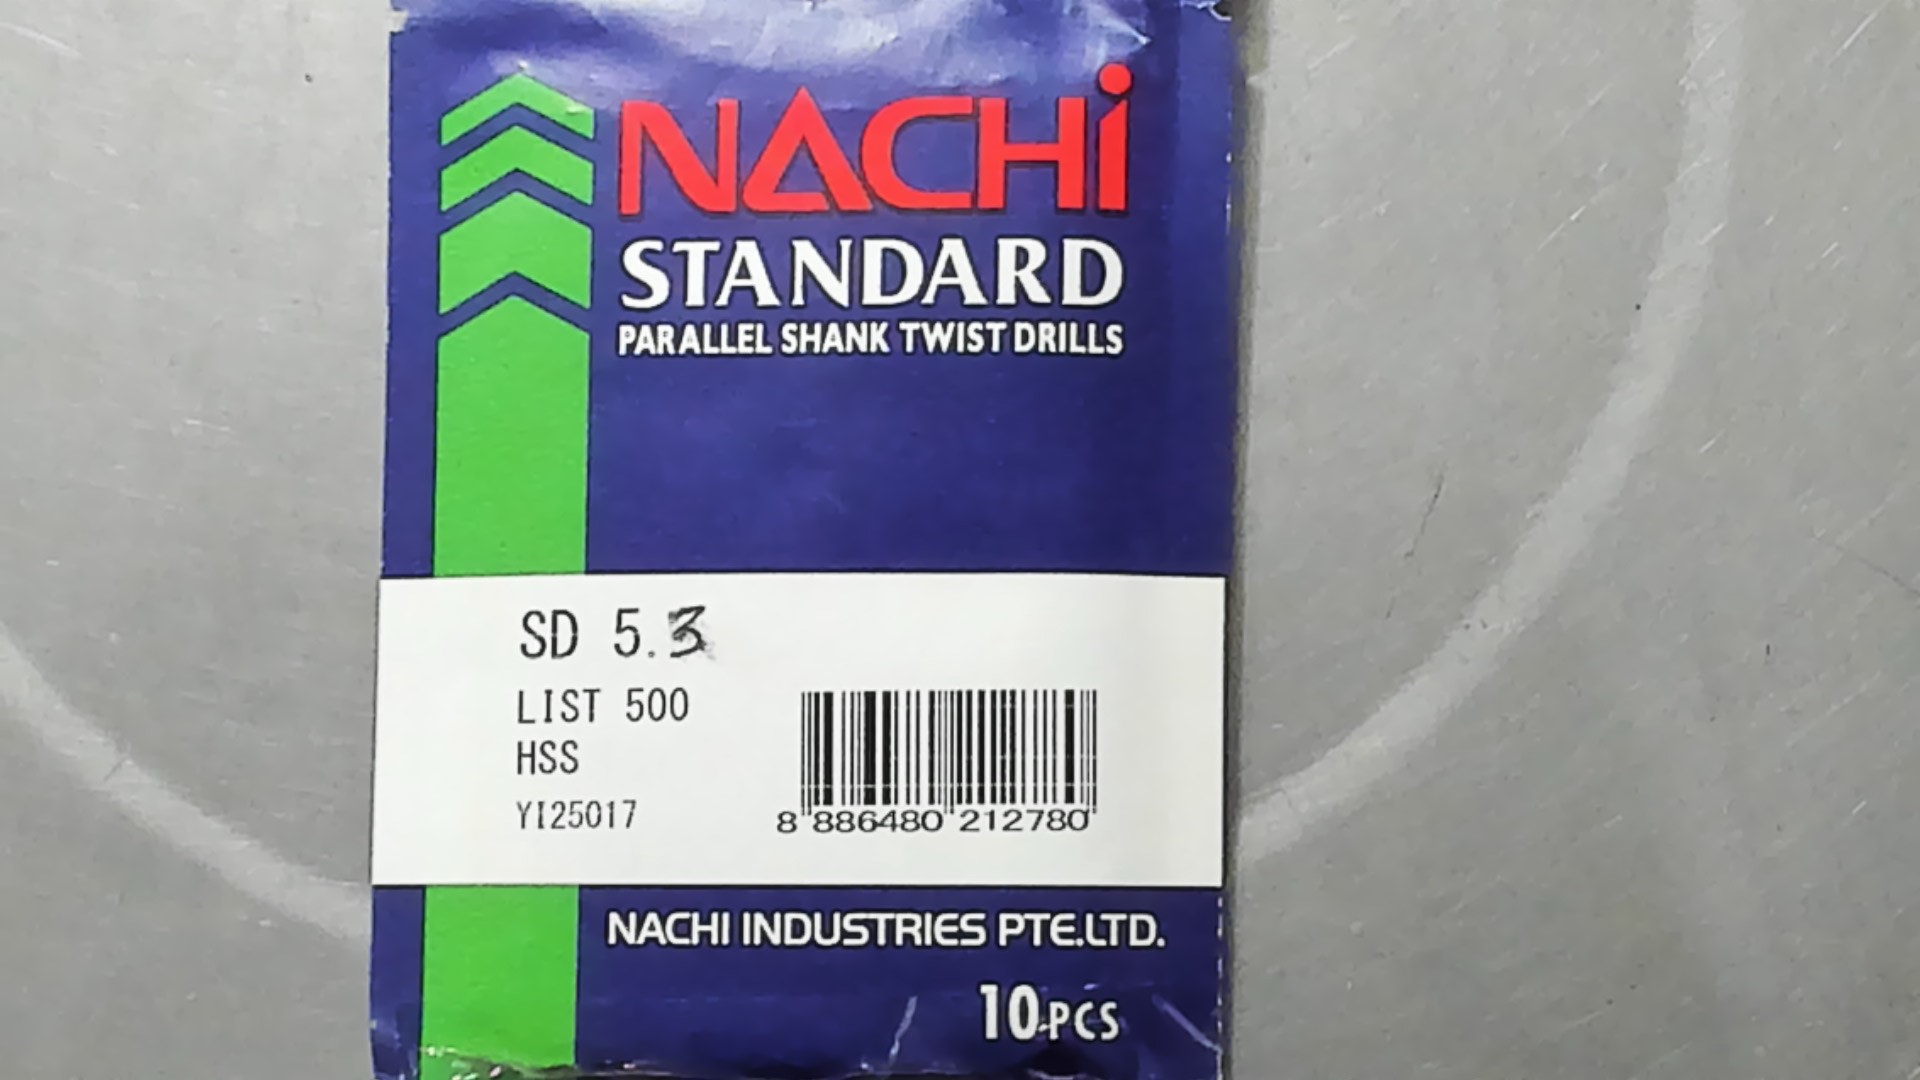 NACHi
STANDARD
PARALLEL SHANK TWIST DRILLS
SD 5.3
LIST 500
HSS
YI25017
8 886480 212780
NACHI INDUSTRIES PTE.LTD.
10PCS